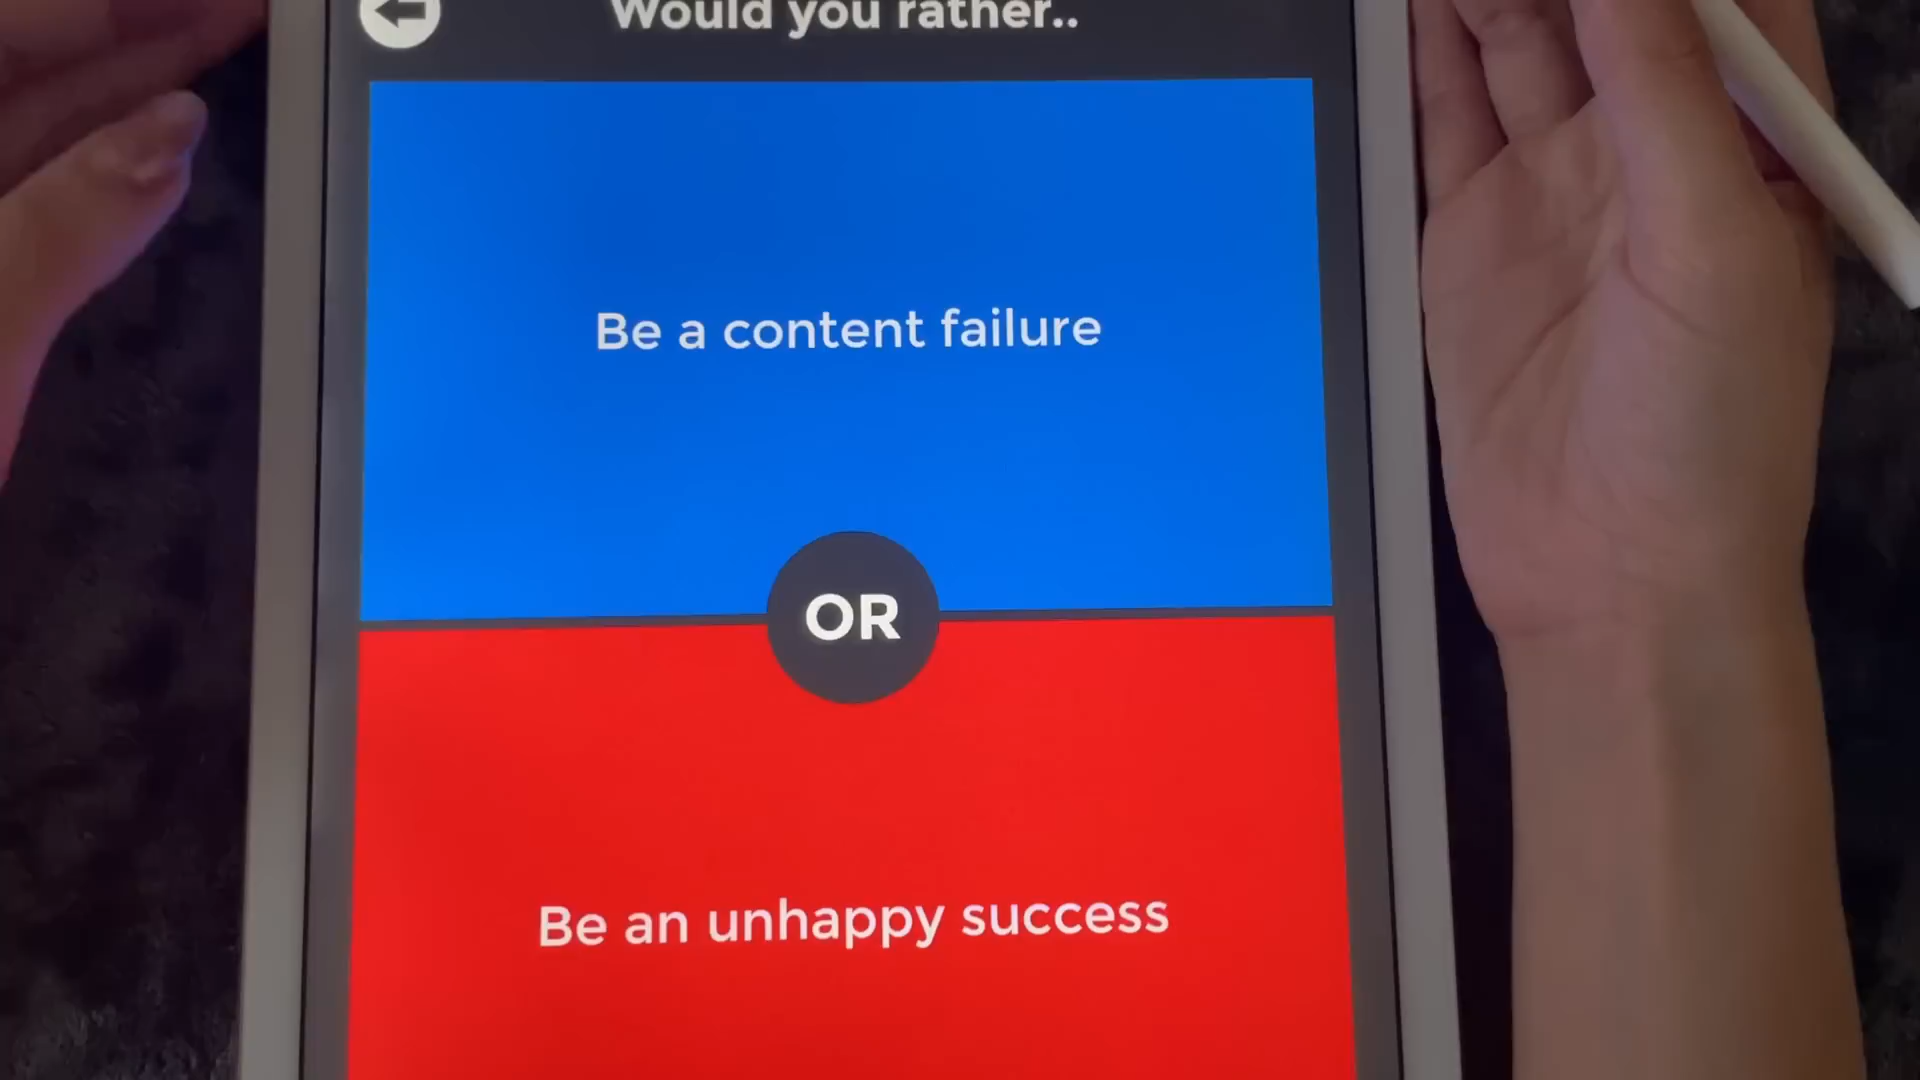 Would you rather..
Be a content failure
OR
Be an unhappy success